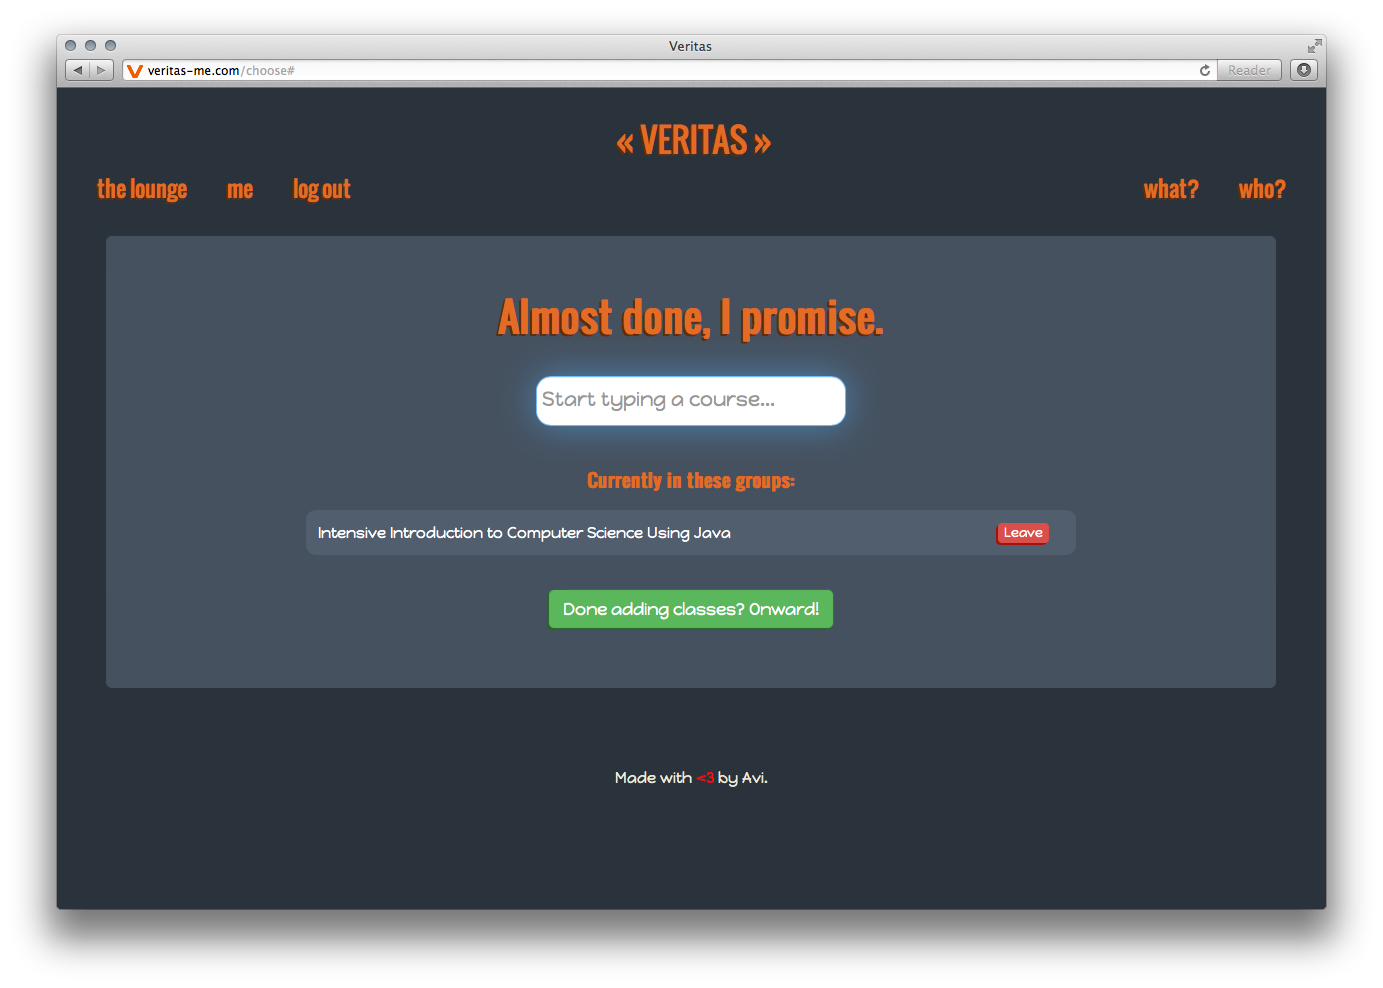 Veritas
veritas-me.com/choose#
Reader
« VERITAS »
the lounge me log out what? who?
Almost done, I promise.
Start typing a course...
Currently in these groups:
Intensive Introduction to Computer Science Using Java Leave
Done adding classes? Onward!
Made with <3 by Avi.